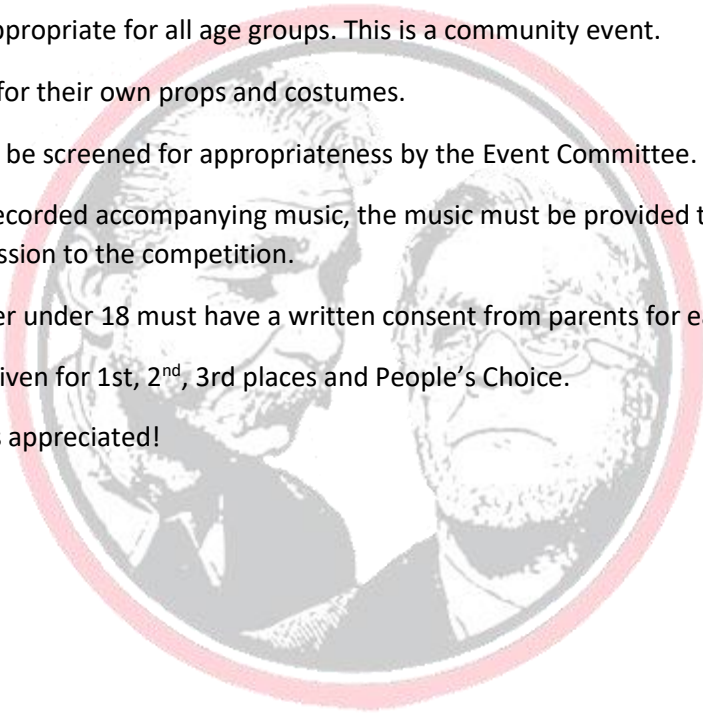 ppropriate for all age groups. This is a community event.
for their own props and costumes.
be screened for appropriateness by the Event Committee.
ecorded accompanying music, the music must be provided t
ssion to the competition.
er under 18 must have a written consent from parents for ea
iven for 1st, 2nd, 3rd places and People’s Choice.
s appreciated!